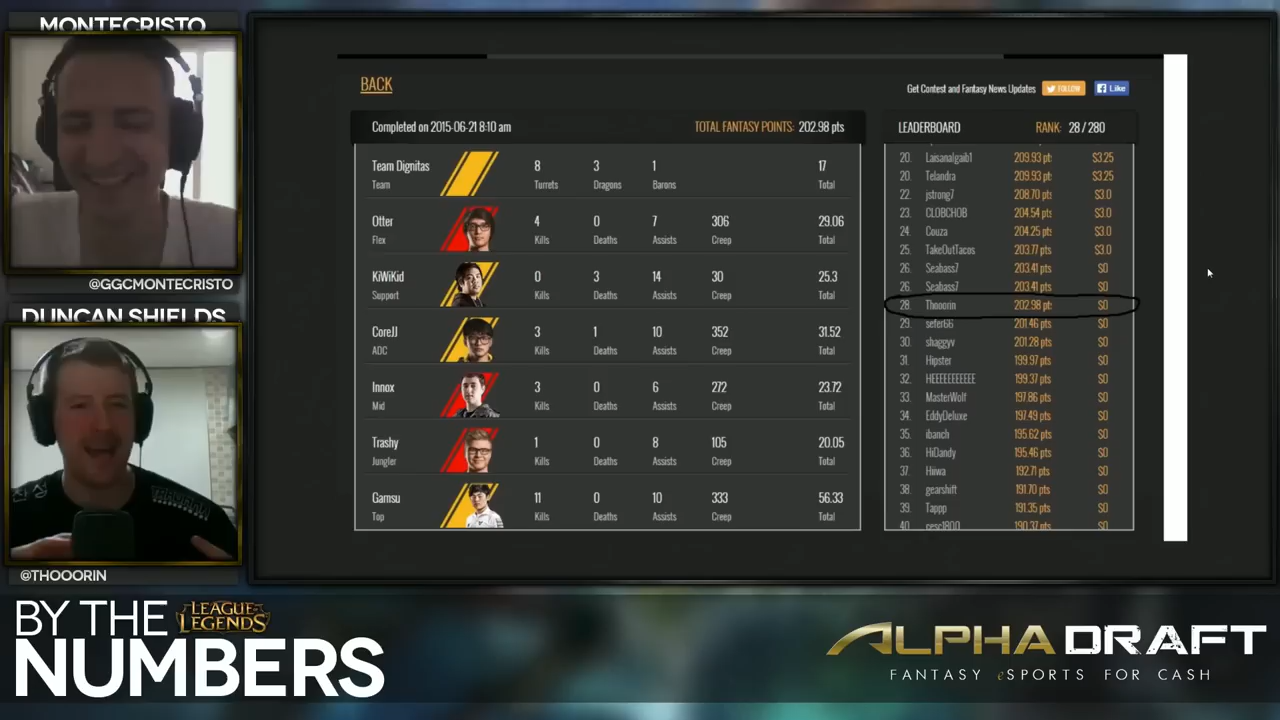 MONTECRISTO
@GGCMONTECRISTO
DUNCAN SHIELDS
@THOOORIN
BACK
Get Contest and Fantasy News Updates FOLLOW Like
Completed on 2015-06-21 8:10 am TOTAL FANTASY POINTS: 202.98 pts
Team Dignitas 8 3 1 17
Team Turrets Dragons Barons Total
Otter 4 0 7 306 29.06
Flex Kills Deaths Assists Creep Total
KiWiKid 0 3 14 30 25.3
Support Kills Deaths Assists Creep Total
CoreJJ 3 1 10 352 31.52
ADC Kills Deaths Assists Creep Total
Innox 3 0 6 272 23.72
Mid Kills Deaths Assists Creep Total
Trashy 1 0 8 105 20.05
Jungler Kills Deaths Assists Creep Total
Gamsu 11 0 10 333 56.33
Top Kills Deaths Assists Creep Total
LEADERBOARD RANK: 28 / 280
20. Laisanalgaib1 209.93 pts $3.25
20. Telandra 209.93 pts $3.25
22. jstrong7 208.70 pts $3.0
23. CLOBCHOB 204.54 pts $3.0
24. Couza 204.25 pts $3.0
25. TakeOutTacos 203.77 pts $3.0
26. Seabass7 203.41 pts $0
26. Seabass7 203.41 pts $0
28. Thooorin 202.98 pt $0
29. sefer66 201.46 pts $0
30. shaggyv 201.28 pts $0
31. Hipster 199.97 pts $0
32. HEEEEEEEEEE 199.37 pts $0
33. MasterWolf 197.86 pts $0
34. EddyDeluxe 197.49 pts $0
35. ibanch 195.62 pts $0
36. HiDandy 195.46 pts $0
37. Hiiwa 192.71 pts $0
38. gearshift 191.70 pts $0
39. Tappp 191.35 pts $0
40. resc1800 190.37 pts $0
BY THE LEAGUE OF LEGENDS
NUMBERS
ALPHADRAFT
FANTASY eSPORTS FOR CASH